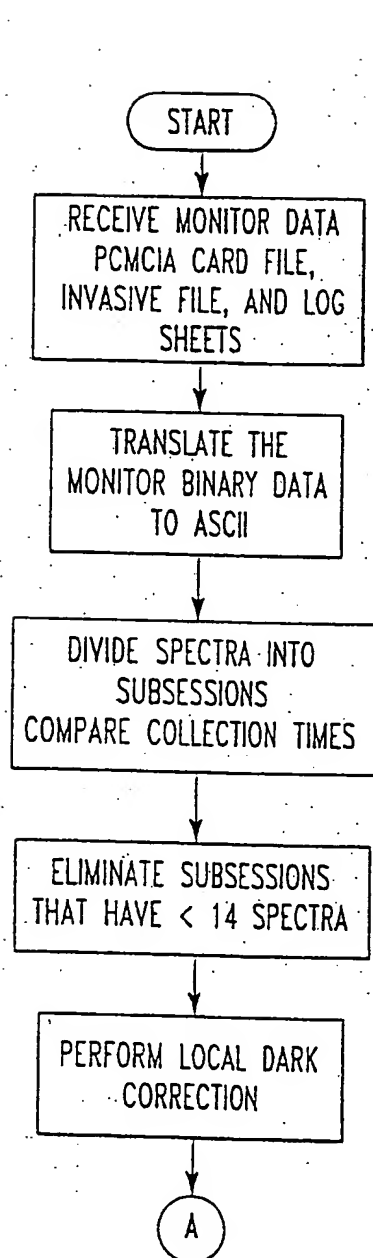 START
RECEIVE MONITOR DATA
PCMCIA CARD FILE,
INVASIVE FILE, AND LOG
SHEETS
TRANSLATE THE
MONITOR BINARY DATA
TO ASCII
DIVIDE SPECTRA INTO
SUBSESSIONS
COMPARE COLLECTION TIMES
ELIMINATE SUBSESSIONS
THAT HAVE < 14 SPECTRA
PERFORM LOCAL DARK
CORRECTION
A